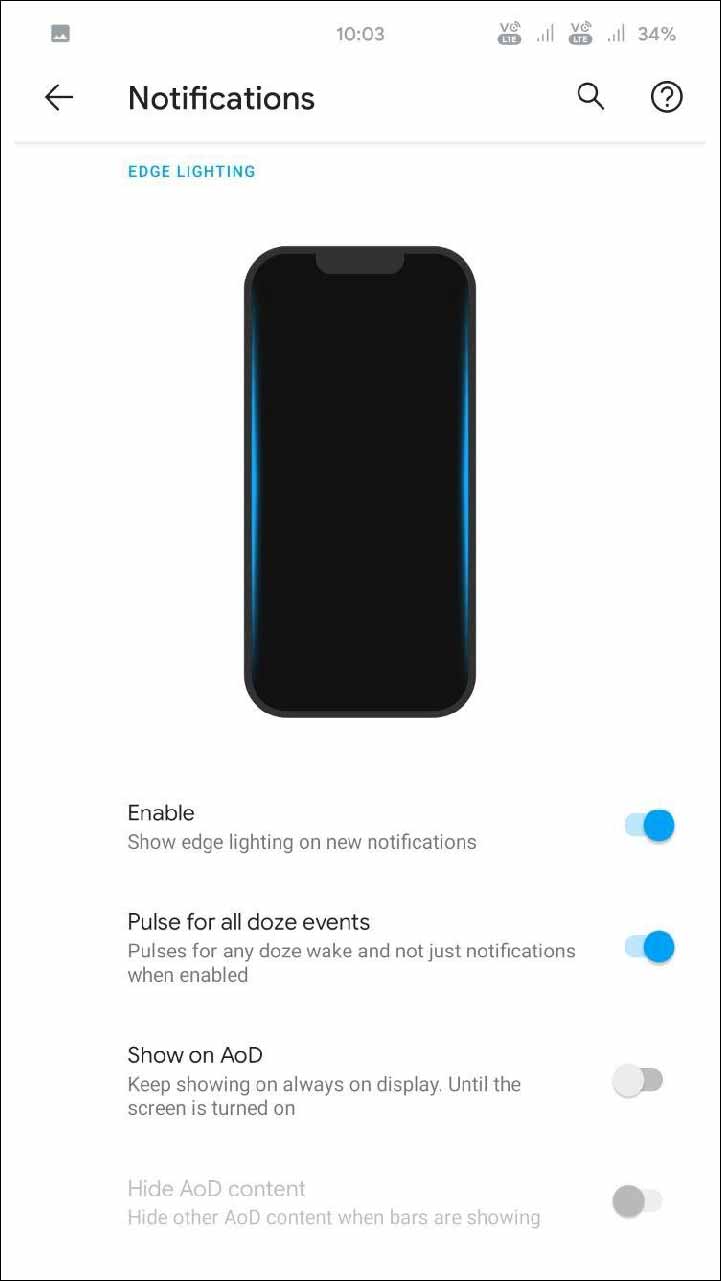 10:03 Vo LTE Vo LTE 34%
Notifications
EDGE LIGHTING
Enable
Show edge lighting on new notifications
Pulse for all doze events
Pulses for any doze wake and not just notifications
when enabled
Show on AoD
Keep showing on always on display. Until the
screen is turned on
Hide AoD content
Hide other AoD content when bars are showing